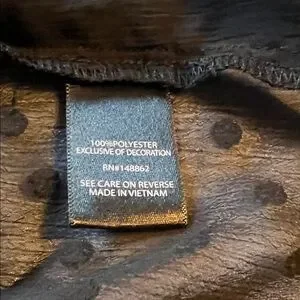 100%POLYESTER
EXCLUSIVE OF DECORATION
RN#148862
SEE CARE ON REVERSE
MADE IN VIETNAM